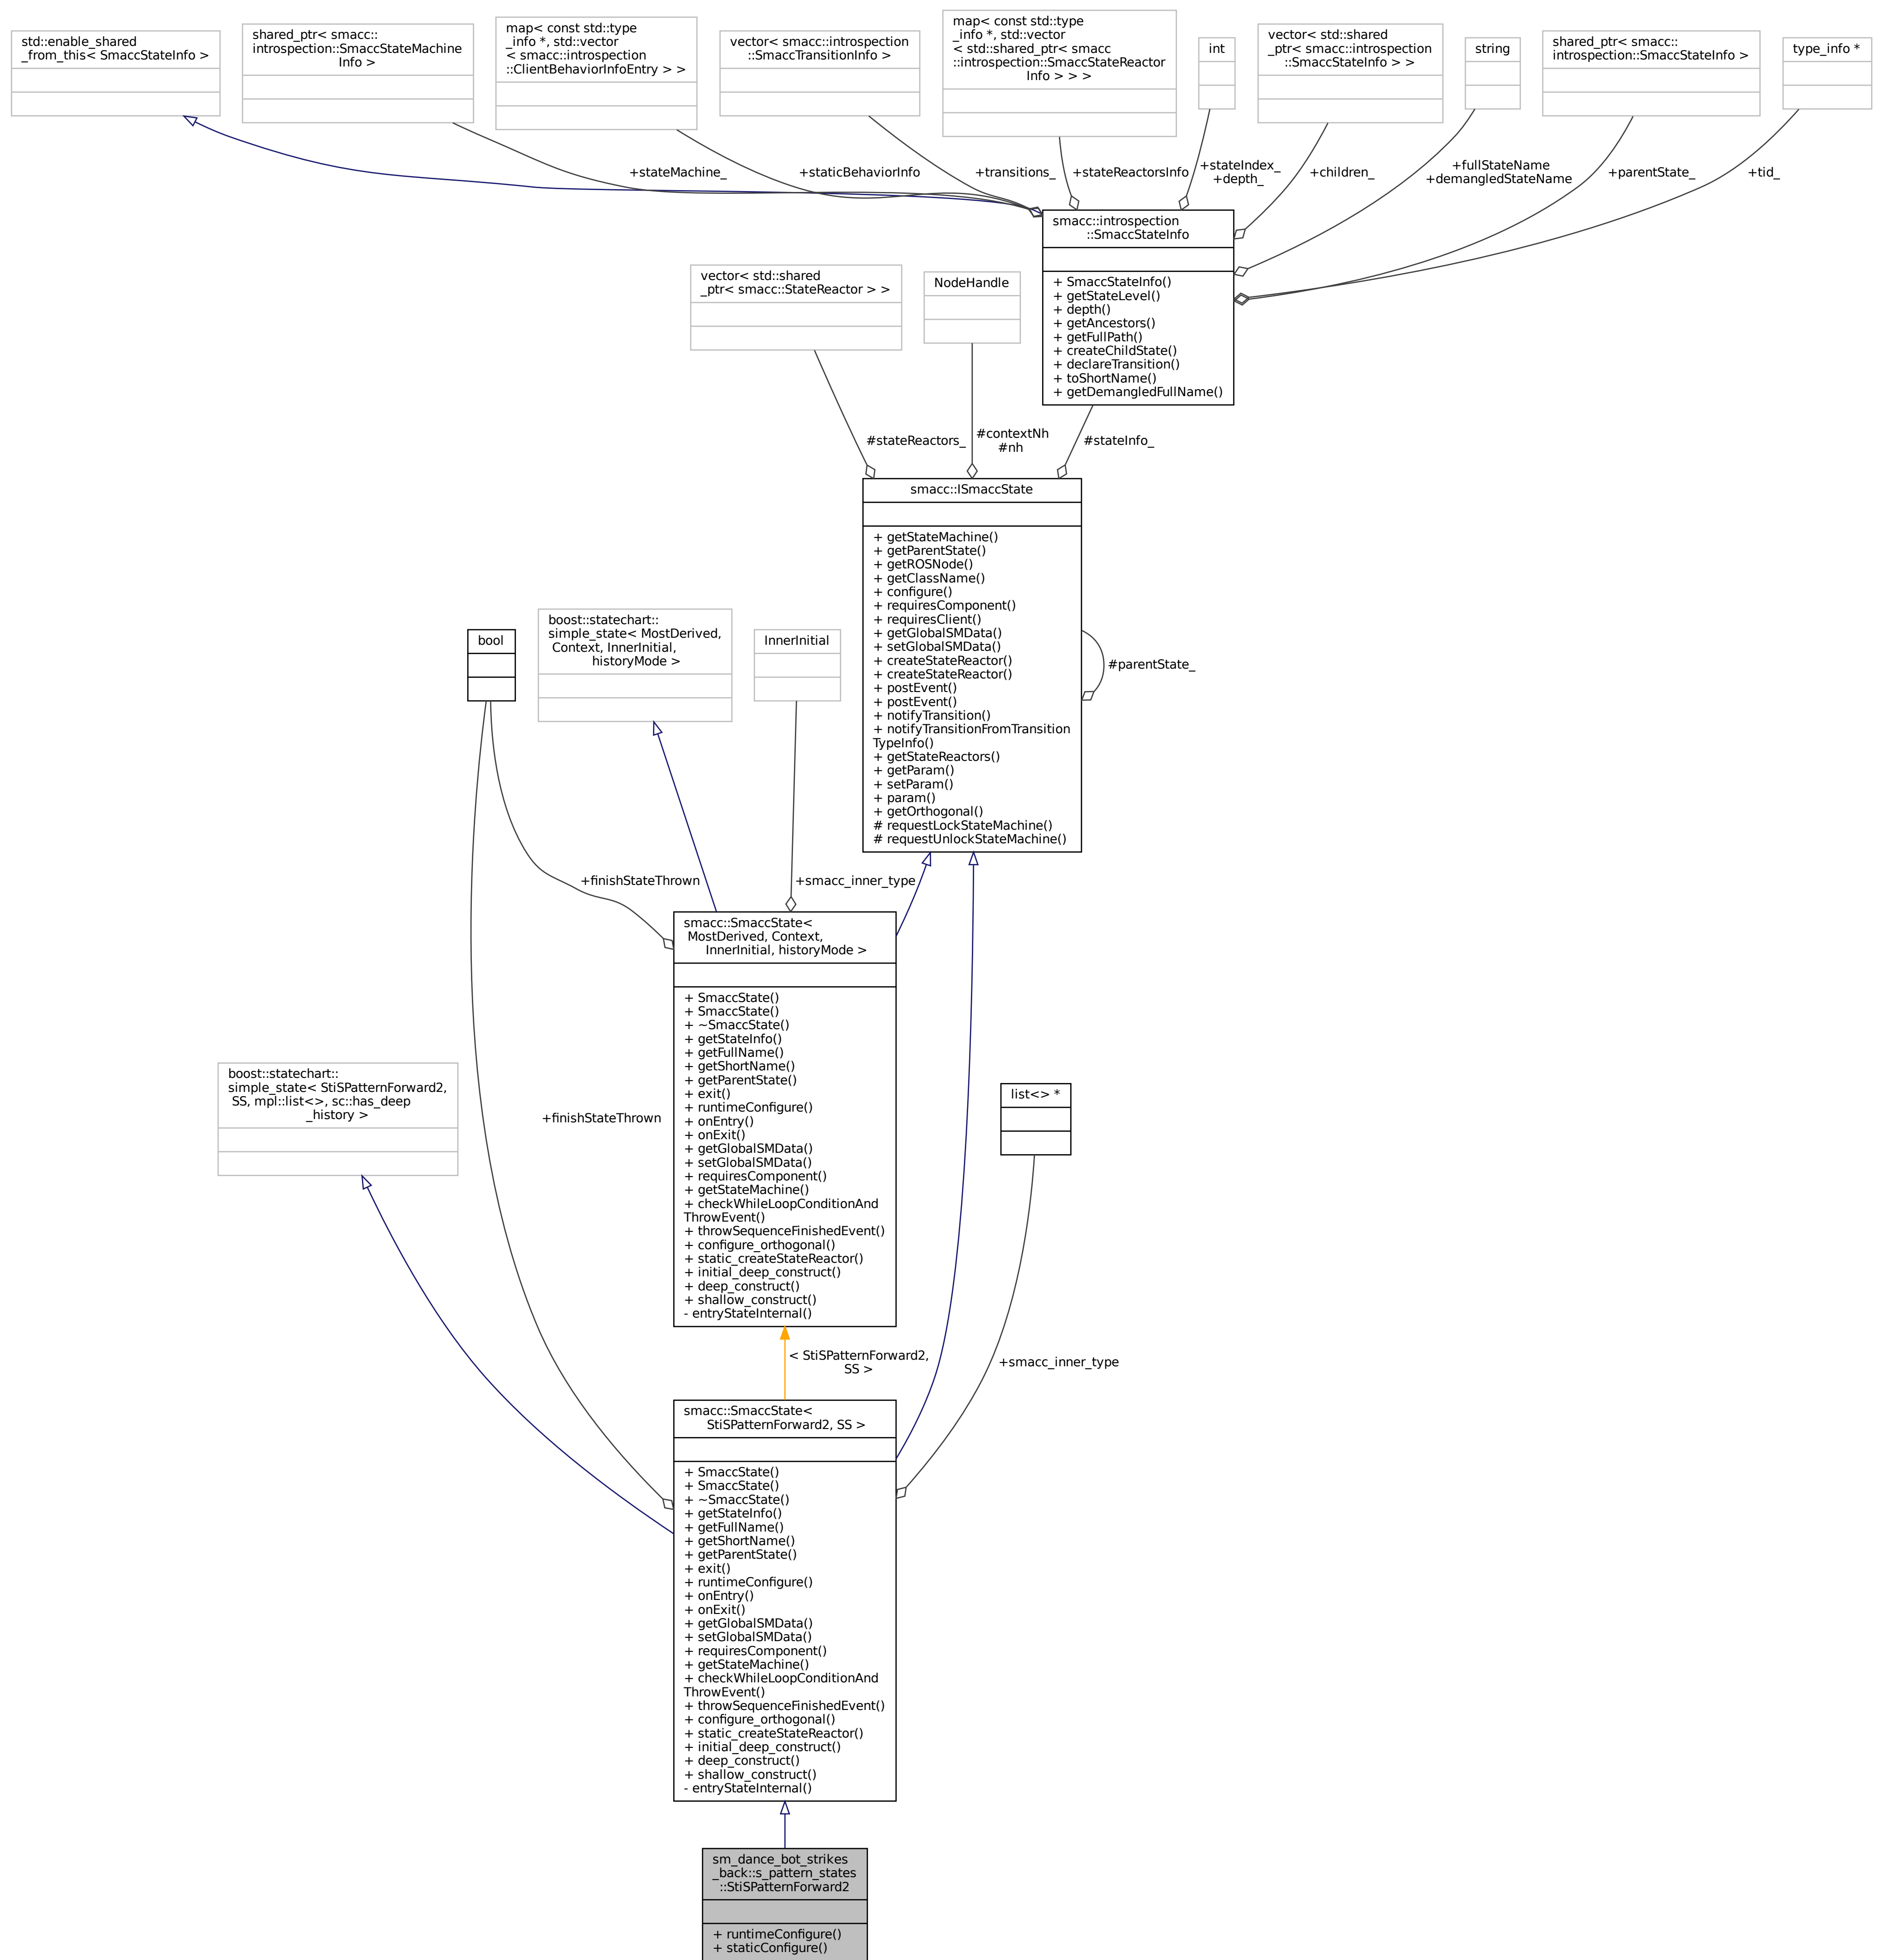 std::enable_shared
_from_this< SmaccStateInfo >
shared_ptr< smacc::
introspection::SmaccStateMachine
Info >
map< const std::type
_info *, std::vector
< smacc::introspection
::ClientBehaviorInfoEntry > >
vector< smacc::introspection
::SmaccTransitionInfo >
map< const std::type
_info *, std::vector
< std::shared_ptr< smacc
::introspection::SmaccStateReactor
Info > > >
int
vector< std::shared
_ptr< smacc::introspection
::SmaccStateInfo > >
string
shared_ptr< smacc::
introspection::SmaccStateInfo >
type_info *
+stateMachine_
+staticBehaviorInfo
+transitions_
+stateReactorsInfo
+stateIndex_
+depth_
+children_
+fullStateName
+demangledStateName
+parentState_
+tid_
smacc::introspection
::SmaccStateInfo
+ SmaccStateInfo()
+ getStateLevel()
+ depth()
+ getAncestors()
+ getFullPath()
+ createChildState()
+ declareTransition()
+ toShortName()
+ getDemangledFullName()
vector< std::shared
_ptr< smacc::StateReactor > >
NodeHandle
#stateReactors_
#contextNh
#nh
#stateInfo_
smacc::ISmaccState
+ getStateMachine()
+ getParentState()
+ getROSNode()
+ getClassName()
+ configure()
+ requiresComponent()
+ requiresClient()
+ getGlobalSMData()
+ setGlobalSMData()
+ createStateReactor()
+ createStateReactor()
+ postEvent()
+ postEvent()
+ notifyTransition()
+ notifyTransitionFromTransition
TypeInfo()
+ getStateReactors()
+ getParam()
+ setParam()
+ param()
+ getOrthogonal()
# requestLockStateMachine()
# requestUnlockStateMachine()
#parentState_
bool
boost::statechart::
simple_state< MostDerived,
Context, InnerInitial,
historyMode >
InnerInitial
+finishStateThrown
+smacc_inner_type
smacc::SmaccState<
MostDerived, Context,
InnerInitial, historyMode >
+ SmaccState()
+ SmaccState()
+ ~SmaccState()
+ getStateInfo()
+ getFullName()
+ getShortName()
+ getParentState()
+ exit()
+ runtimeConfigure()
+ onEntry()
+ onExit()
+ getGlobalSMData()
+ setGlobalSMData()
+ requiresComponent()
+ getStateMachine()
+ checkWhileLoopConditionAnd
ThrowEvent()
+ throwSequenceFinishedEvent()
+ configure_orthogonal()
+ static_createStateReactor()
+ initial_deep_construct()
+ deep_construct()
+ shallow_construct()
- entryStateInternal()
boost::statechart::
simple_state< StiSPatternForward2,
SS, mpl::list<>, sc::has_deep
_history >
+finishStateThrown
list<> *
< StiSPatternForward2,
SS >
+smacc_inner_type
smacc::SmaccState<
StiSPatternForward2, SS >
+ SmaccState()
+ SmaccState()
+ ~SmaccState()
+ getStateInfo()
+ getFullName()
+ getShortName()
+ getParentState()
+ exit()
+ runtimeConfigure()
+ onEntry()
+ onExit()
+ getGlobalSMData()
+ setGlobalSMData()
+ requiresComponent()
+ getStateMachine()
+ checkWhileLoopConditionAnd
ThrowEvent()
+ throwSequenceFinishedEvent()
+ configure_orthogonal()
+ static_createStateReactor()
+ initial_deep_construct()
+ deep_construct()
+ shallow_construct()
- entryStateInternal()
sm_dance_bot_strikes
_back::s_pattern_states
::StiSPatternForward2
+ runtimeConfigure()
+ staticConfigure()